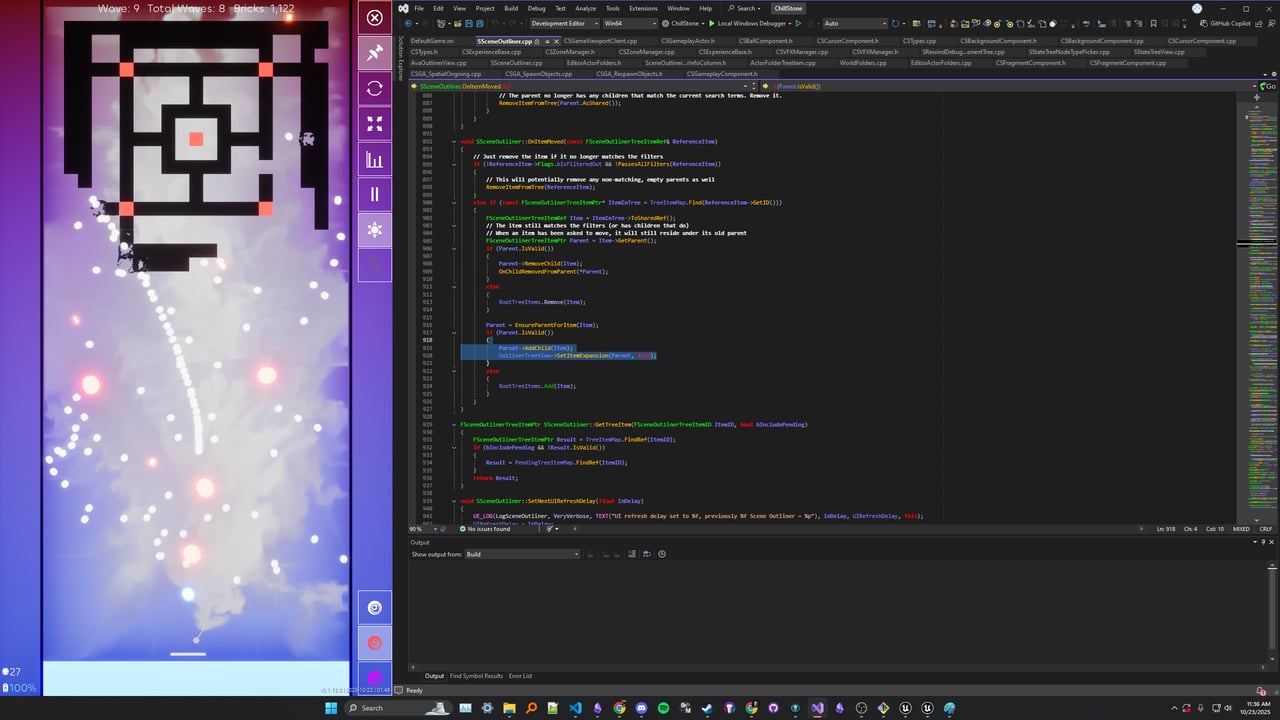 Wave: 9 Total Waves: 8 Bricks: 1,122
27
100%
File Edit View Git Project Build Debug Test Analyze Tools Extensions Window Help Search ChillStone
Development Editor Win64 ChillStone Local Windows Debugger Auto GitHub Copilot
Solution Explorer
DefaultGame.ini SSceneOutliner.cpp CSGameViewportClient.cpp CSGameplayActor.h CSBallComponent.h CSCursorComponent.h CSTypes.cpp CSBackgroundComponent.h CSBackgroundComponent.cpp CSCursorComponent.cpp
CSTypes.h CSExperienceBase.cpp CSZoneManager.cpp CSZoneManager.h CSExperienceBase.h CSVFXManager.cpp CSVFXManager.h SRewindDebug...onentTree.cpp StateTreeNodeTypePicker.cpp SStateTreeView.cpp
AvaOutlinerView.cpp SSceneOutliner.cpp EditorActorFolders.h SceneOutliner...rInfoColumn.h ActorFolderTreeItem.cpp WorldFolders.cpp EditorActorFolders.cpp CSFragmentComponent.h CSFragmentComponent.cpp
CSGA_SpatialOngoing.cpp CSGA_SpawnObjects.cpp CSGA_RespawnObjects.h CSGameplayComponent.h
SSceneOutliner.OnItemMoved if(Parent.IsValid()) Go
886 // The parent no longer has any children that match the current search terms. Remove it.
887 RemoveItemFromTree(Parent.AsShared());
888 }
889 }
890 }
891
892 void SSceneOutliner::OnItemMoved(const FSceneOutlinerTreeItemRef& ReferenceItem)
893 {
894 // Just remove the item if it no longer matches the filters
895 if (!ReferenceItem->Flags.bIsFilteredOut && !PassesAllFilters(ReferenceItem))
896 {
897 // This will potentially remove any non-matching, empty parents as well
898 RemoveItemFromTree(ReferenceItem);
899 }
900 else if (const FSceneOutlinerTreeItemPtr* ItemInTree = TreeItemMap.Find(ReferenceItem->GetID()))
901 {
902 FSceneOutlinerTreeItemRef Item = ItemInTree->ToSharedRef();
903 // The item still matches the filters (or has children that do)
904 // When an item has been asked to move, it will still reside under its old parent
905 FSceneOutlinerTreeItemPtr Parent = Item->GetParent();
906 if (Parent.IsValid())
907 {
908 Parent->RemoveChild(Item);
909 OnChildRemovedFromParent(*Parent);
910 }
911 else
912 {
913 RootTreeItems.Remove(Item);
914 }
915
916 Parent = EnsureParentForItem(Item);
917 if (Parent.IsValid())
918 {
919 Parent->AddChild(Item);
920 OutlinerTreeView->SetItemExpansion(Parent, true);
921 }
922 else
923 {
924 RootTreeItems.Add(Item);
925 }
926 }
927 }
928
929 FSceneOutlinerTreeItemPtr SSceneOutliner::GetTreeItem(FSceneOutlinerTreeItemID ItemID, bool bIncludePending)
930 {
931 FSceneOutlinerTreeItemPtr Result = TreeItemMap.FindRef(ItemID);
932 if (bIncludePending && !Result.IsValid())
933 {
934 Result = PendingTreeItemMap.FindRef(ItemID);
935 }
936 return Result;
937 }
938
939 void SSceneOutliner::SetNextUIRefreshDelay(float InDelay)
940 {
941 UE_LOG(LogSceneOutliner, VeryVerbose, TEXT("UI refresh delay set to %f, previously %f Scene Outliner = %p"), InDelay, UIRefreshDelay, this);
90 % No issues found Ln: 918 Ch: 4 Col: 10 MIXED CRLF
Output
Show output from: Build
Output Find Symbol Results Error List
Ready
Search
11:36 AM
10/23/2025